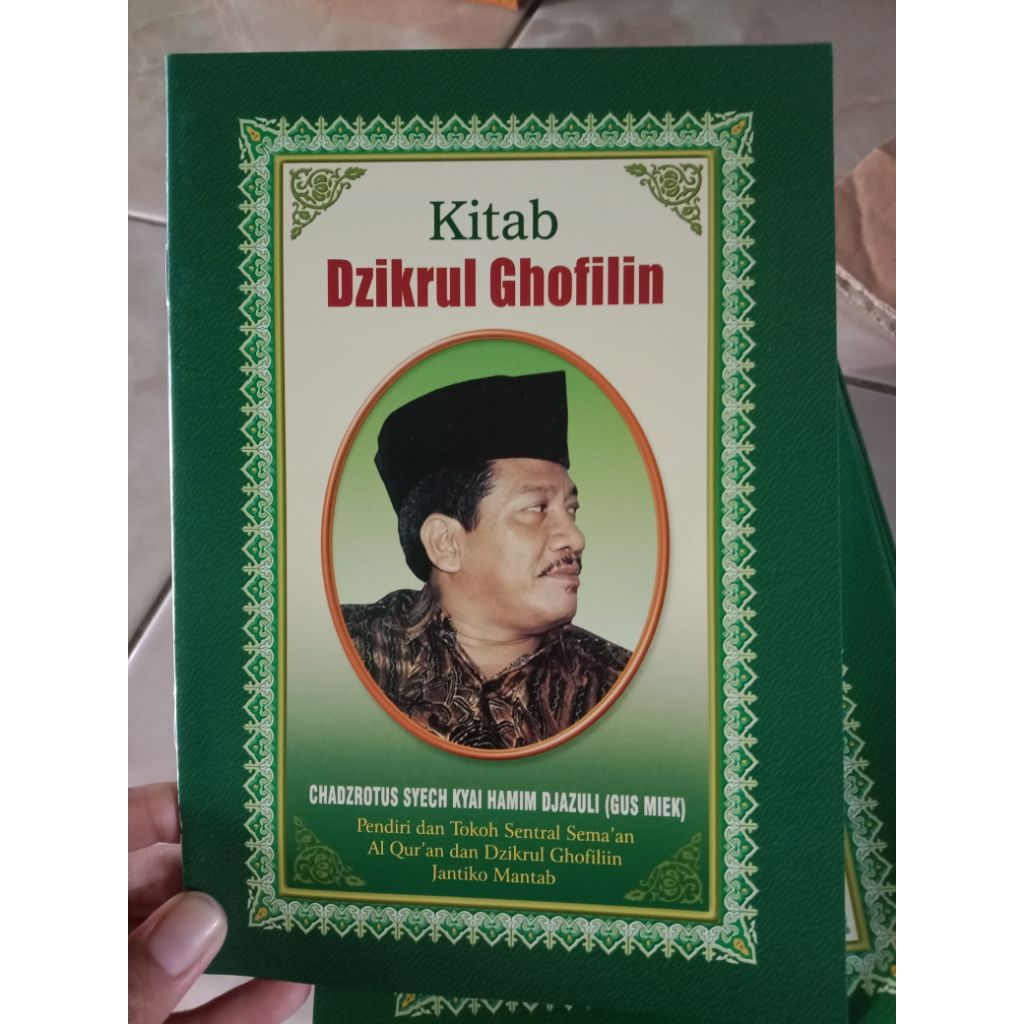 Kitab
Dzikrul Ghofilin
CHADZROTUS SYECH KYAI HAMIM DJAZULI (GUS MIEK)
Pendiri dan Tokoh Sentral Sema'an
Al Qur'an dan Dzikrul Ghofiliin
Jantiko Mantab